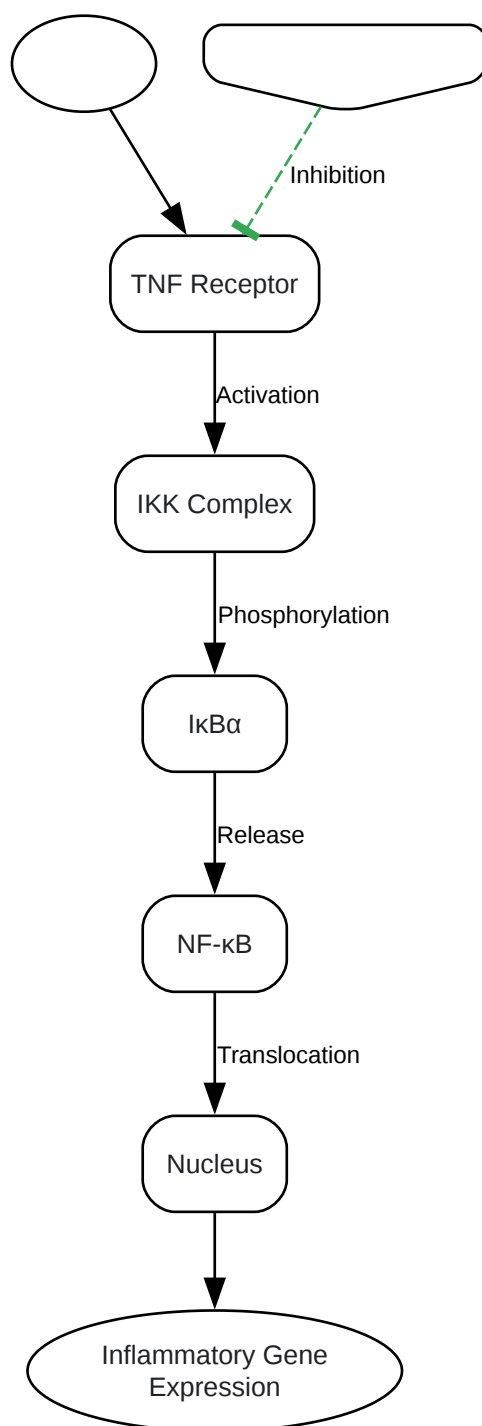 Inhibition
TNF Receptor
Activation
IKK Complex
Phosphorylation
IκBα
Release
NF-κB
Translocation
Nucleus
Inflammatory Gene
Expression